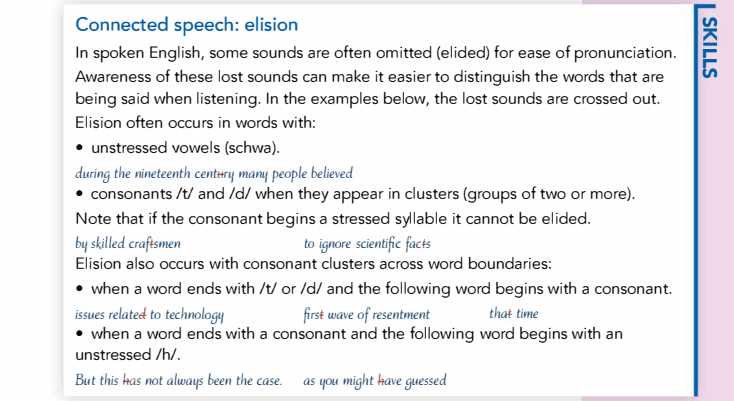 Connected speech: elision
In spoken English, some sounds are often omitted (elided) for ease of pronunciation.
Awareness of these lost sounds can make it easier to distinguish the words that are
being said when listening. In the examples below, the lost sounds are crossed out.
Elision often occurs in words with:
• unstressed vowels (schwa).
during the nineteenth century many people believed
• consonants /t/ and /d/ when they appear in clusters (groups of two or more).
Note that if the consonant begins a stressed syllable it cannot be elided.
by skilled craftsmen to ignore scientific facts
Elision also occurs with consonant clusters across word boundaries:
• when a word ends with /t/ or /d/ and the following word begins with a consonant.
issues related to technology first wave of resentment that time
• when a word ends with a consonant and the following word begins with an
unstressed /h/.
But this has not always been the case. as you might have guessed
SKILLS